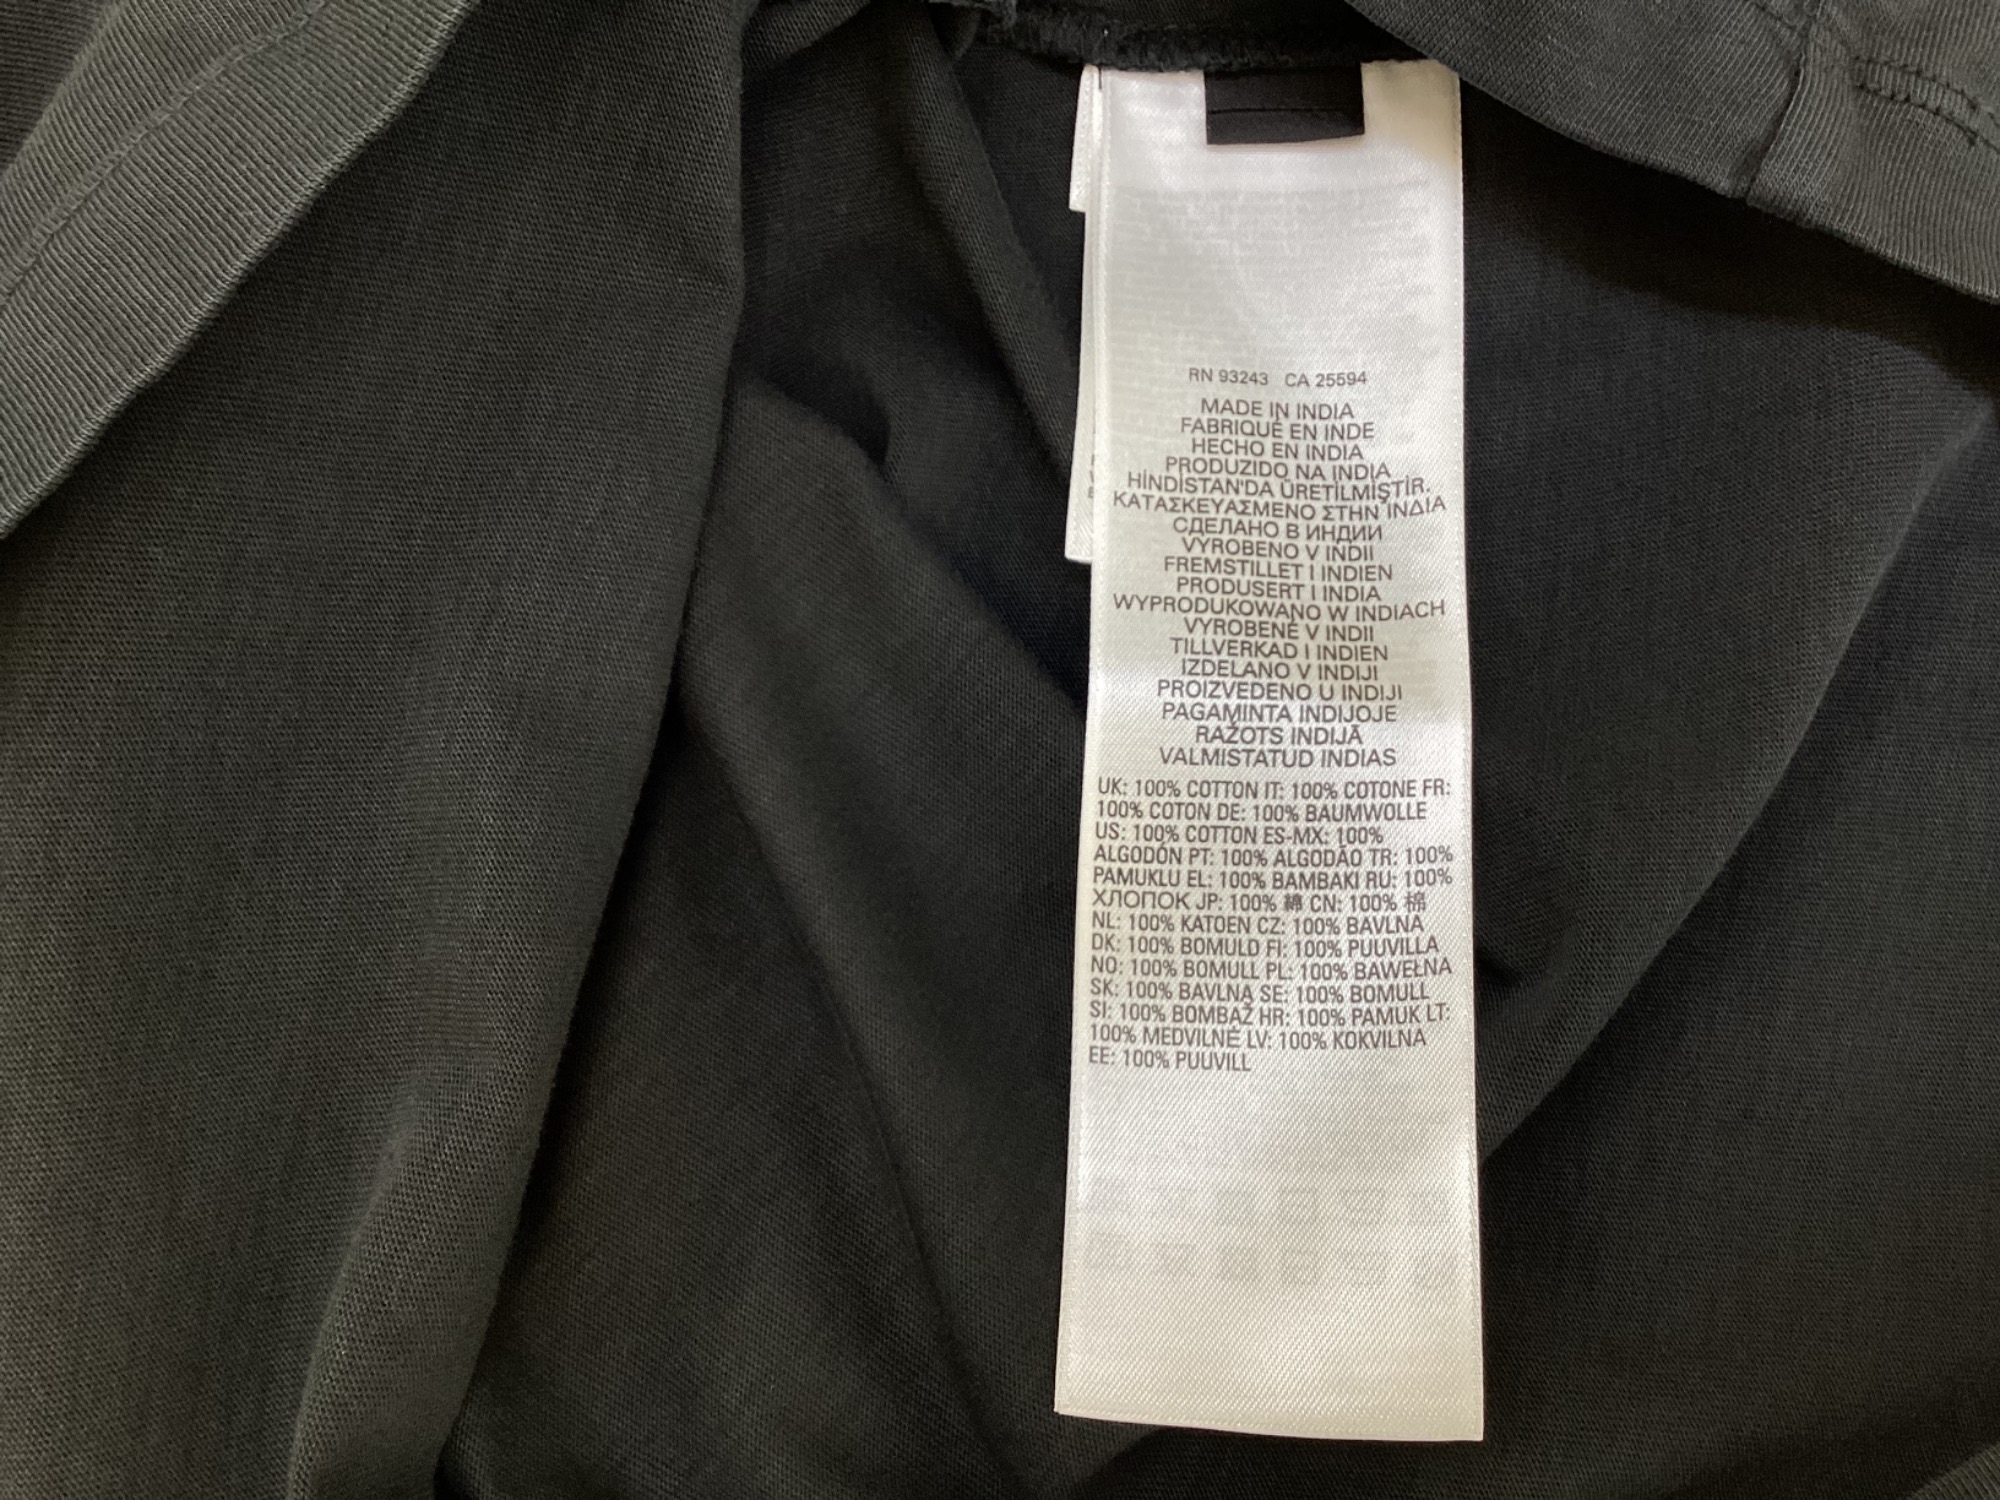 RN 93243 CA 25594
MADE IN INDIA
FABRIQUÉ EN INDE
HECHO EN INDIA
PRODUZIDO NA INDIA
HİNDİSTAN'DA ÜRETİLMİŞTİR.
ΚΑΤΑΣΚΕΥΑΣΜΕΝΟ ΣΤΗΝ ΙΝΔΙΑ
СДЕЛАНО В ИНДИИ
VYROBENO V INDII
FREMSTILLET I INDIEN
PRODUSERT I INDIA
WYPRODUKOWANO W INDIACH
VYROBENÉ V INDII
TILLVERKAD I INDIEN
IZDELANO V INDIJI
PROIZVEDENO U INDIJI
PAGAMINTA INDIJOJE
RAŽOTS INDIJĀ
VALMISTATUD INDIAS
UK: 100% COTTON IT: 100% COTONE FR:
100% COTON DE: 100% BAUMWOLLE
US: 100% COTTON ES-MX: 100%
ALGODÓN PT: 100% ALGODÃO TR: 100%
PAMUKLU EL: 100% ΒΑΜΒΑΚΙ RU: 100%
ХЛОПОК JP: 100% 綿 CN: 100% 棉
NL: 100% KATOEN CZ: 100% BAVLNA
DK: 100% BOMULD FI: 100% PUUVILLA
NO: 100% BOMULL PL: 100% BAWEŁNA
SK: 100% BAVLNA SE: 100% BOMULL
SI: 100% BOMBAŽ HR: 100% PAMUK LT:
100% MEDVILNĖ LV: 100% KOKVILNA
EE: 100% PUUVILL